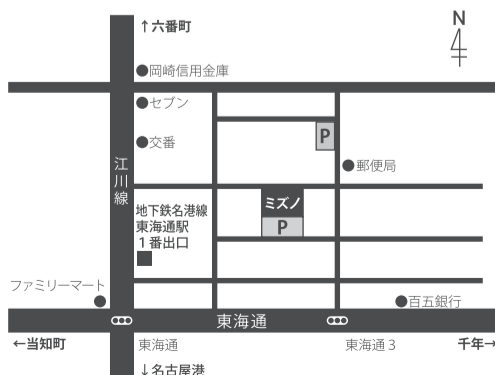 ↑六番町
N
●岡崎信用金庫
●セブン
●交番
P
●郵便局
江川線
ミズノ
P
地下鉄名港線
東海通駅
1番出口
ファミリーマート
●百五銀行
東海通
←当知町
東海通
東海通3
千年→
↓名古屋港